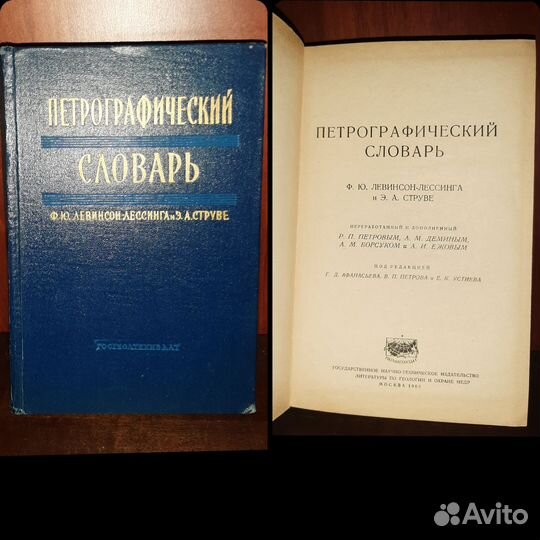 ПЕТРОГРАФИЧЕСКИЙ
СЛОВАРЬ
Ф.Ю.ЛЕВИНСОН-ЛЕССИНГА и Э.А.СТРУВЕ
ГОСГЕОЛТЕХИЗДАТ
ПЕТРОГРАФИЧЕСКИЙ
СЛОВАРЬ
Ф. Ю. ЛЕВИНСОН-ЛЕССИНГА
и Э. А. СТРУВЕ
ПЕРЕРАБОТАННЫЙ И ДОПОЛНЕННЫЙ
Р. П. ПЕТРОВЫМ, А. М. ДЕМИНЫМ,
А. М. БОРСУКОМ и А. И. ЕЖОВЫМ
ПОД РЕДАКЦИЕЙ
Г. Д. АФАНАСЬЕВА, В. П. ПЕТРОВА и Е. К. УСТИЕВА
ГОСУДАРСТВЕННОЕ НАУЧНО-ТЕХНИЧЕСКОЕ ИЗДАТЕЛЬСТВО
ЛИТЕРАТУРЫ ПО ГЕОЛОГИИ И ОХРАНЕ НЕДР
МОСКВА 1963
Avito